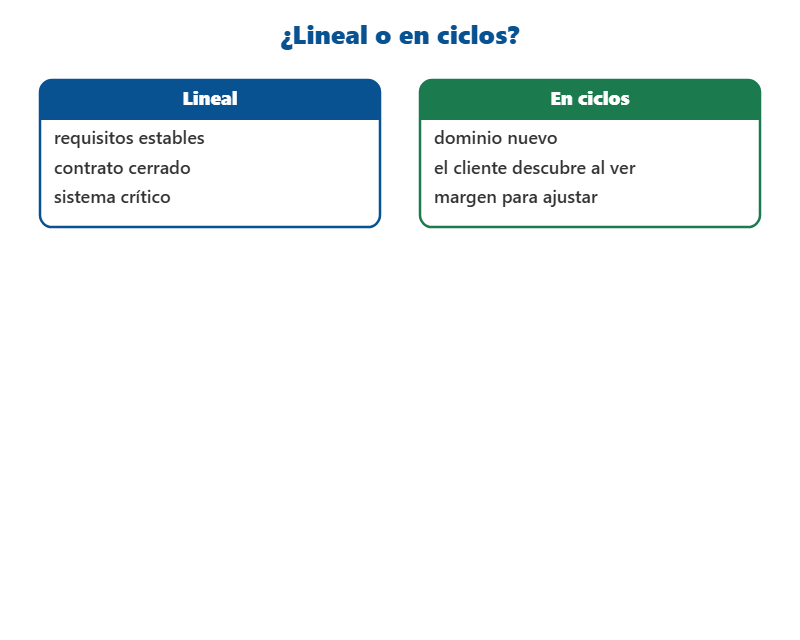 ¿Lineal o en ciclos?
Lineal
requisitos estables
contrato cerrado
sistema crítico
En ciclos
dominio nuevo
el cliente descubre al ver
margen para ajustar